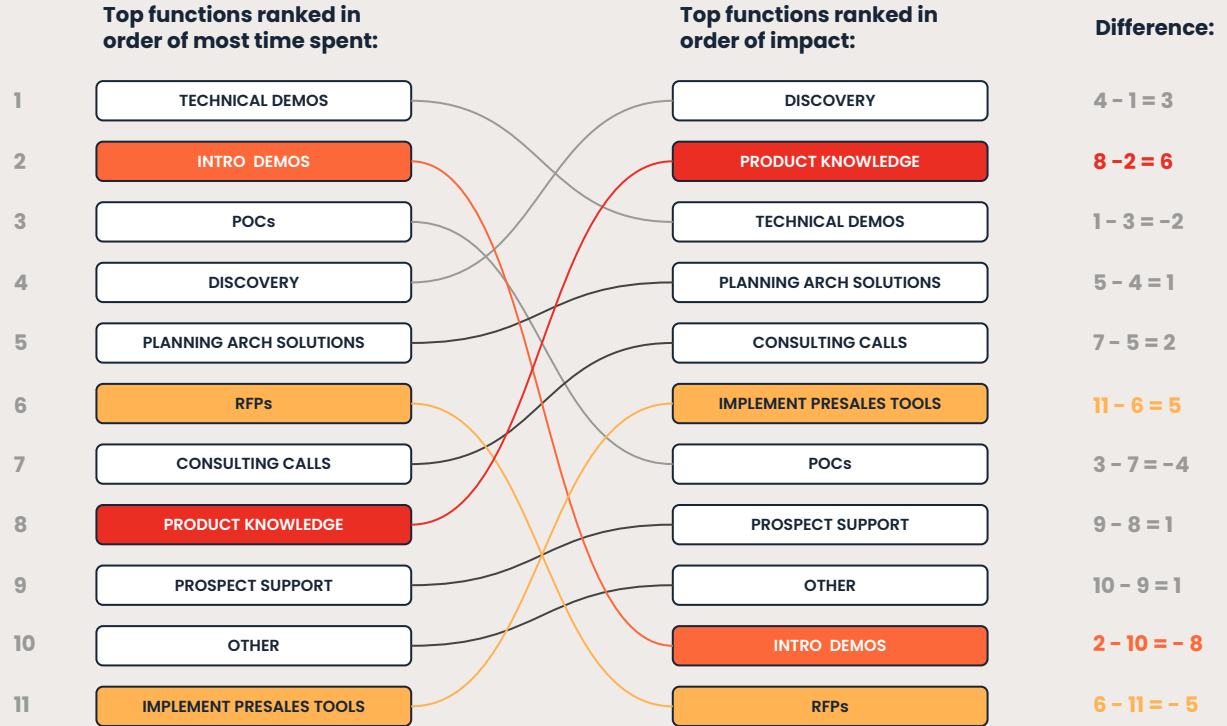 Top functions ranked in
order of most time spent:
Top functions ranked in
order of impact:
Difference:
1 TECHNICAL DEMOS DISCOVERY 4 – 1 = 3
2 INTRO  DEMOS PRODUCT KNOWLEDGE 8 –2 = 6
3 POCs TECHNICAL DEMOS 1 – 3 = –2
4 DISCOVERY PLANNING ARCH SOLUTIONS 5 – 4 = 1
5 PLANNING ARCH SOLUTIONS CONSULTING CALLS 7 – 5 = 2
6 RFPs IMPLEMENT PRESALES TOOLS 11 – 6 = 5
7 CONSULTING CALLS POCs 3 – 7 = –4
8 PRODUCT KNOWLEDGE PROSPECT SUPPORT 9 – 8 = 1
9 PROSPECT SUPPORT OTHER 10 – 9 = 1
10 OTHER INTRO  DEMOS 2 – 10 = – 8
11 IMPLEMENT PRESALES TOOLS RFPs 6 – 11 = – 5